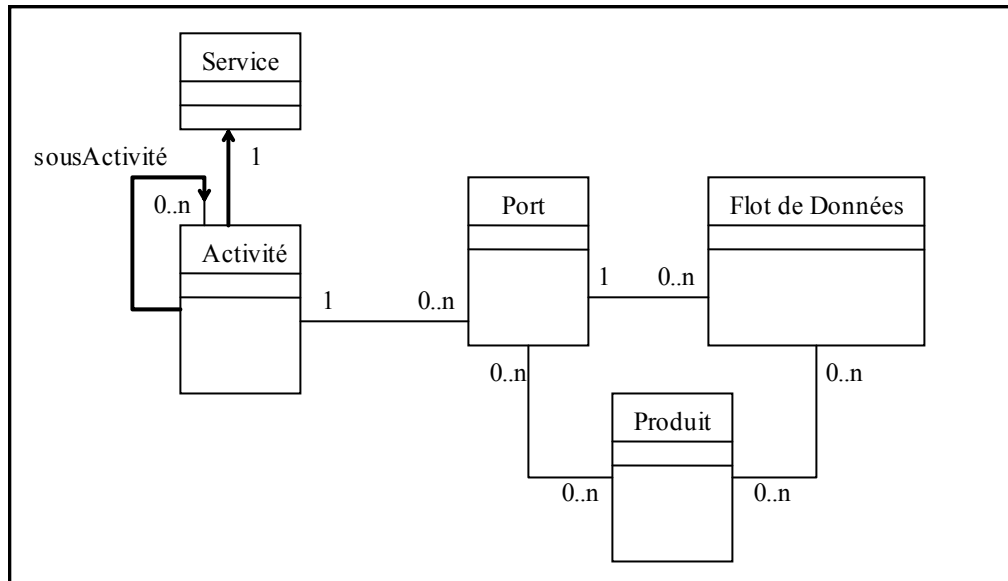 Service
sousActivité
1
0..n
Activité
Port
Flot de Données
1
0..n
1
0..n
0..n
0..n
Produit
0..n
0..n